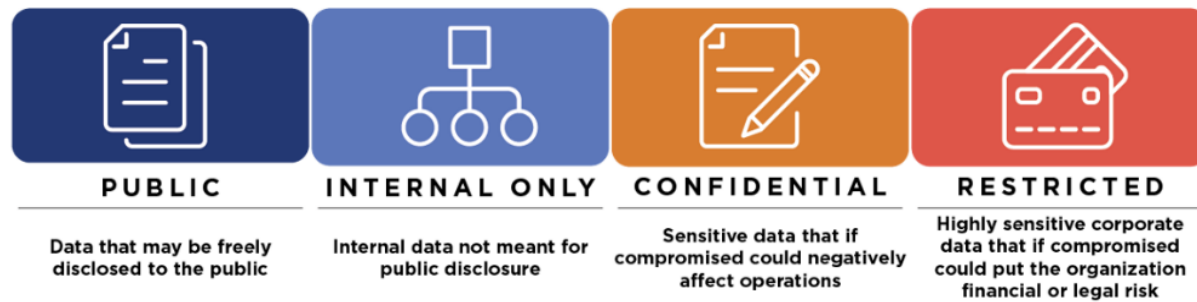 PUBLIC
Data that may be freely
disclosed to the public
INTERNAL ONLY
Internal data not meant for
public disclosure
CONFIDENTIAL
Sensitive data that if
compromised could negatively
affect operations
RESTRICTED
Highly sensitive corporate
data that if compromised
could put the organization
financial or legal risk